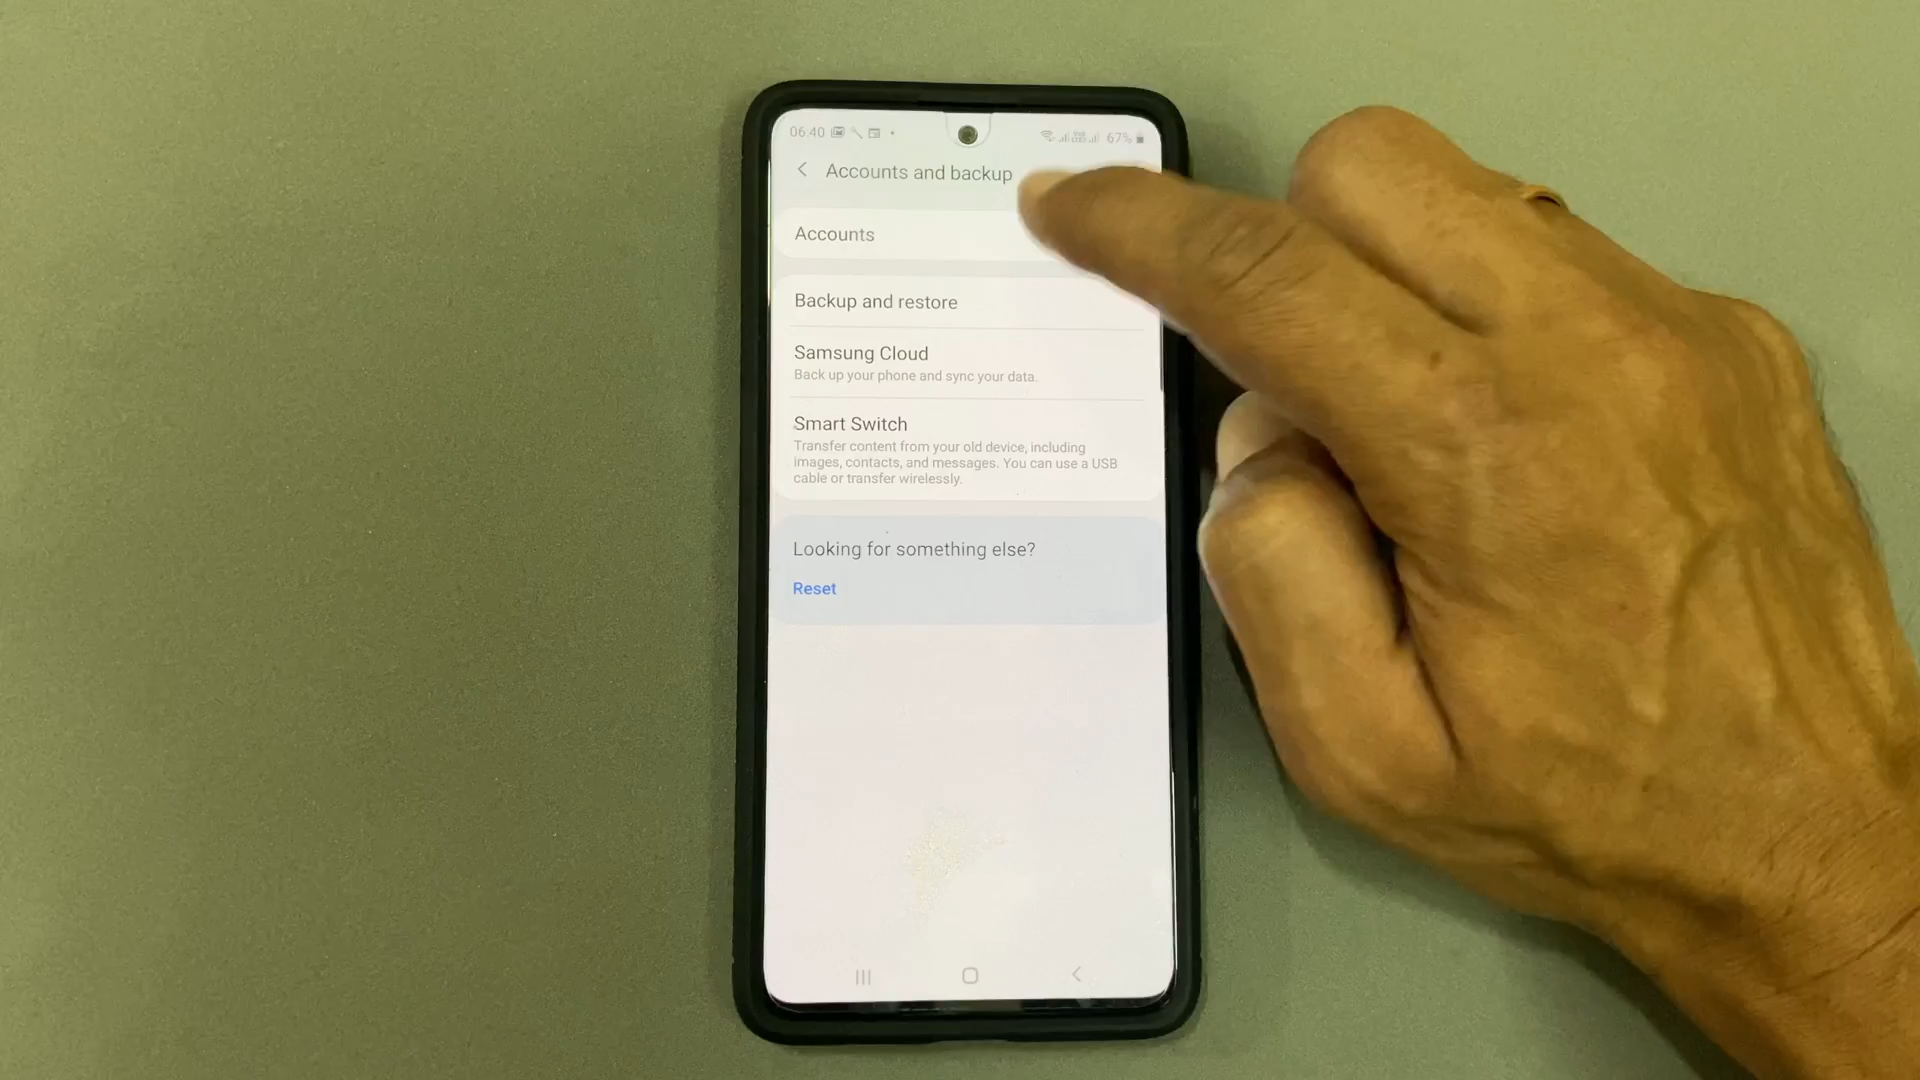 06:40 67%
Accounts and backup
Accounts
Backup and restore
Samsung Cloud
Back up your phone and sync your data.
Smart Switch
Transfer content from your old device, including
images, contacts, and messages. You can use a USB
cable or transfer wirelessly.
Looking for something else?
Reset